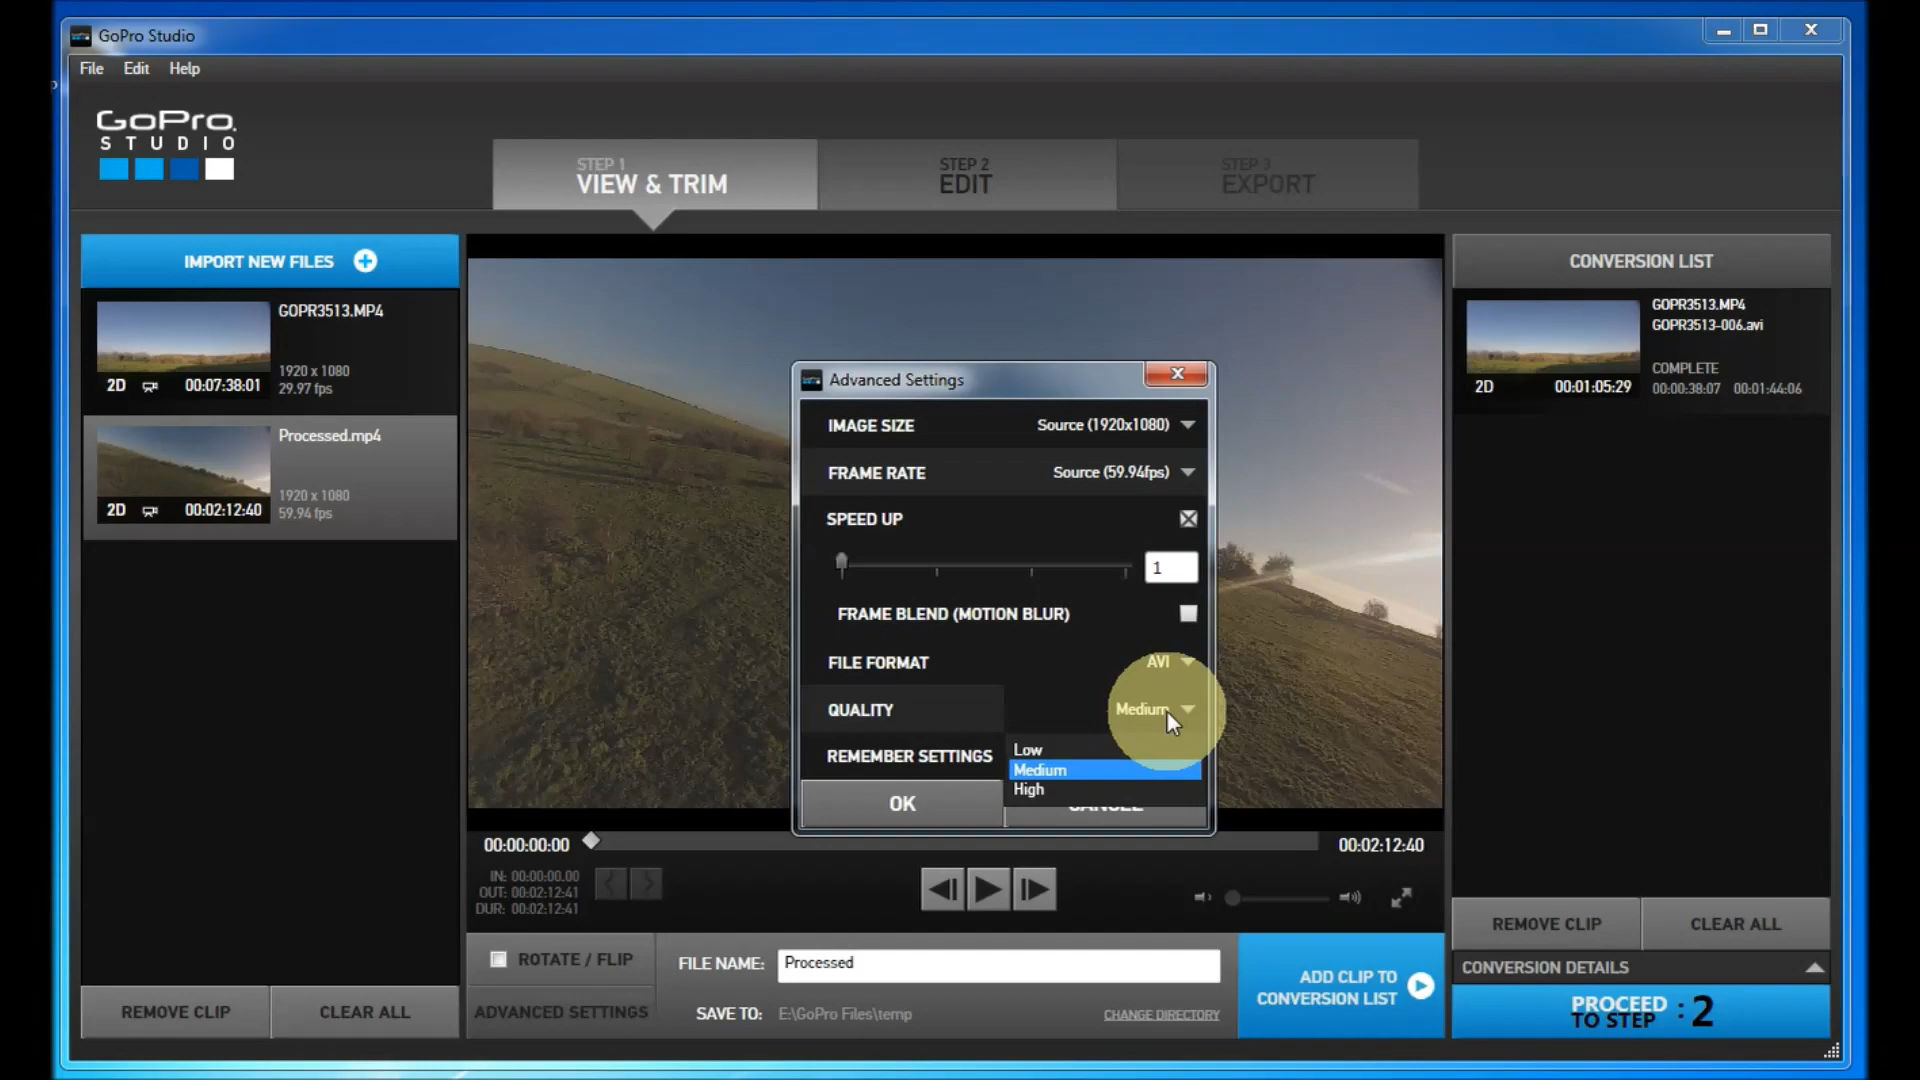 GoPro Studio
File Edit Help
GoPro.
STUDIO
STEP 1
VIEW & TRIM
STEP 2
EDIT
STEP 3
EXPORT
IMPORT NEW FILES
GOPR3513.MP4
1920 x 1080
29.97 fps
2D 00:07:38:01
Processed.mp4
1920 x 1080
59.94 fps
2D 00:02:12:40
REMOVE CLIP CLEAR ALL
Advanced Settings
IMAGE SIZE Source (1920x1080)
FRAME RATE Source (59.94fps)
SPEED UP
1
FRAME BLEND (MOTION BLUR)
FILE FORMAT AVI
QUALITY Medium
REMEMBER SETTINGS
Low
Medium
High
OK CANCEL
00:00:00:00 00:02:12:40
IN: 00:00:00.00
OUT: 00:02:12:41
DUR: 00:02:12:41
ROTATE / FLIP
ADVANCED SETTINGS
FILE NAME: Processed
SAVE TO: E:\GoPro Files\temp CHANGE DIRECTORY
ADD CLIP TO
CONVERSION LIST
CONVERSION LIST
GOPR3513.MP4
GOPR3513-006.avi
COMPLETE
2D 00:01:05:29 00:00:38:07 00:01:44:06
REMOVE CLIP CLEAR ALL
CONVERSION DETAILS
PROCEED
TO STEP : 2